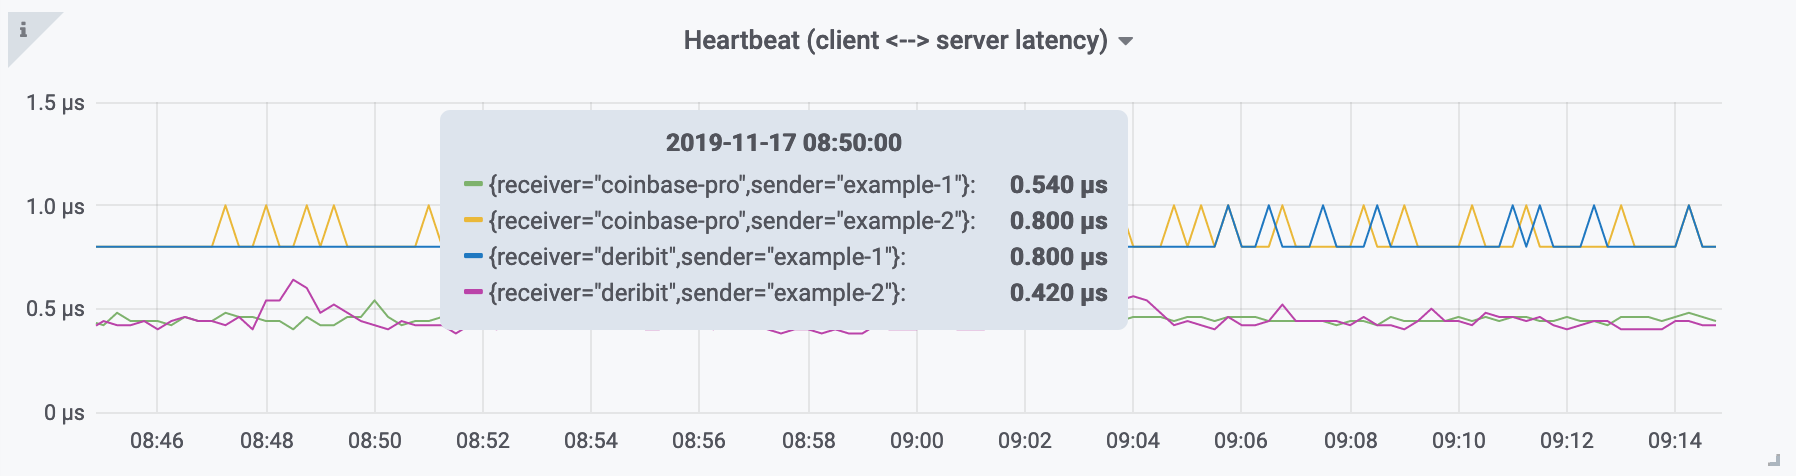 i
Heartbeat (client <--> server latency)
1.5 µs
1.0 µs
0.5 µs
0 µs
2019-11-17 08:50:00
{receiver="coinbase-pro",sender="example-1"}: 0.540 µs
{receiver="coinbase-pro",sender="example-2"}: 0.800 µs
{receiver="deribit",sender="example-1"}: 0.800 µs
{receiver="deribit",sender="example-2"}: 0.420 µs
08:46 08:48 08:50 08:52 08:54 08:56 08:58 09:00 09:02 09:04 09:06 09:08 09:10 09:12 09:14